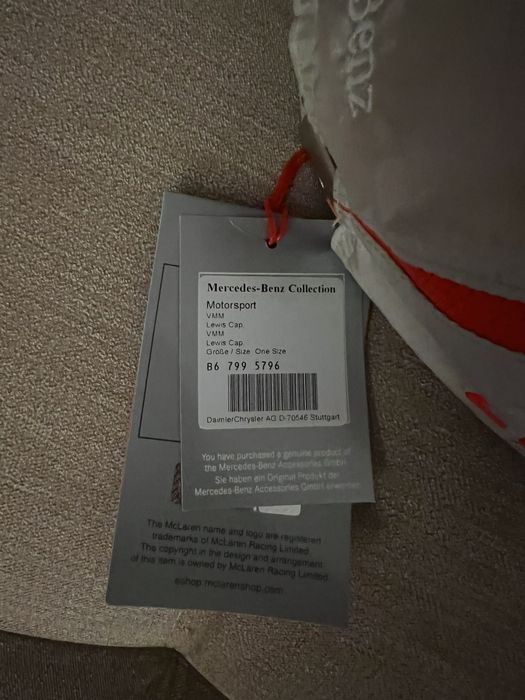 Benz
Mercedes-Benz Collection
Motorsport
VMM
Lewis Cap.
VMM
Lewis Cap.
Größe / Size One Size
B6 799 5796
DaimlerChrysler AG D-70546 Stuttgart
You have purchased a genuine product of
the Mercedes-Benz Accessories GmbH.
Sie haben ein Original Produkt der
Mercedes-Benz Accessories GmbH erworben.
The McLaren name and logo are registered
trademarks of McLaren Racing Limited.
The copyright in the design and arrangement
of this item is owned by McLaren Racing Limited.
eshop.mclarenshop.com